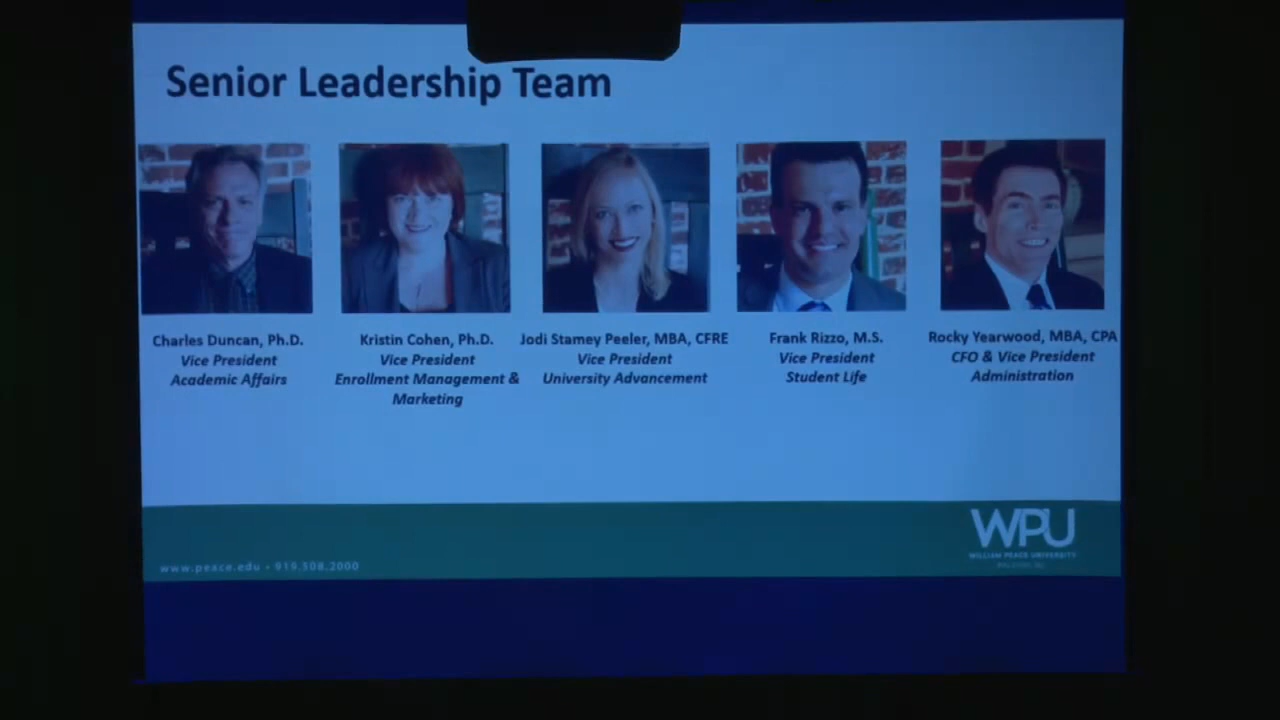 Senior Leadership Team
Charles Duncan, Ph.D.
Vice President
Academic Affairs
Kristin Cohen, Ph.D.
Vice President
Enrollment Management &
Marketing
Jodi Stamey Peeler, MBA, CFRE
Vice President
University Advancement
Frank Rizzo, M.S.
Vice President
Student Life
Rocky Yearwood, MBA, CPA
CFO & Vice President
Administration
www.peace.edu • 919.508.2000
WPU
WILLIAM PEACE UNIVERSITY